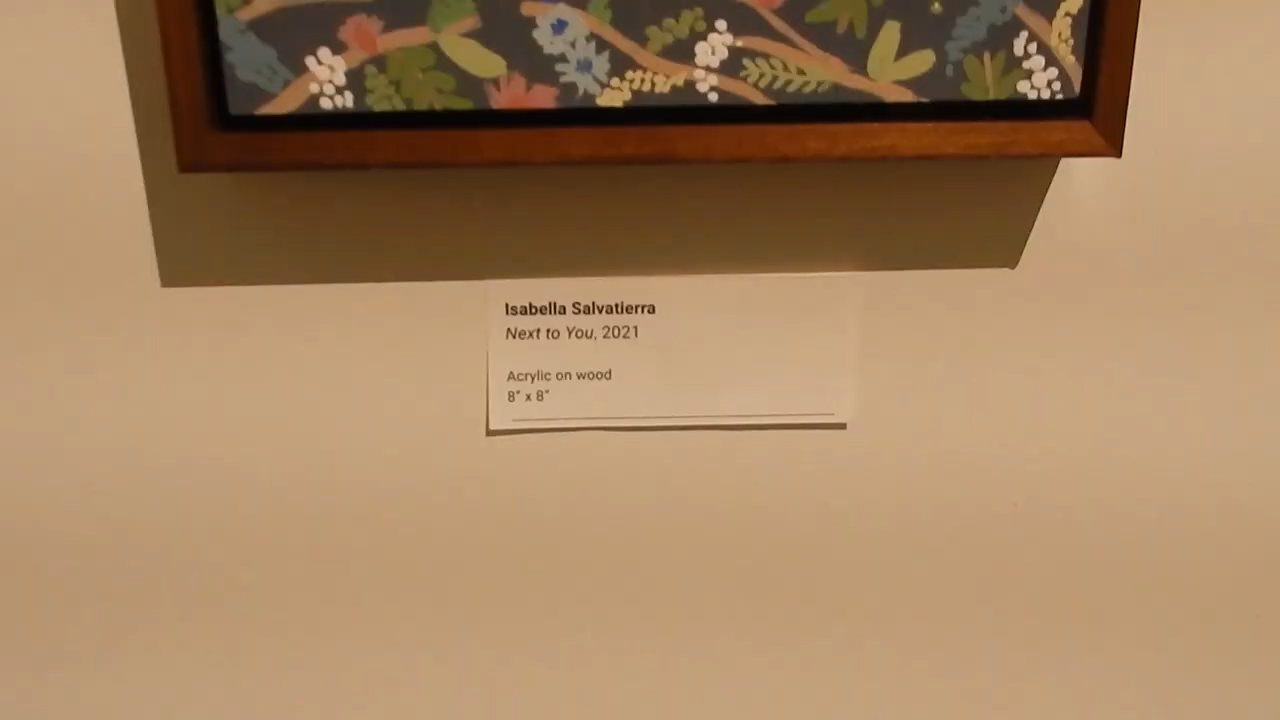 Isabella Salvatierra
Next to You, 2021
Acrylic on wood
8" x 8"